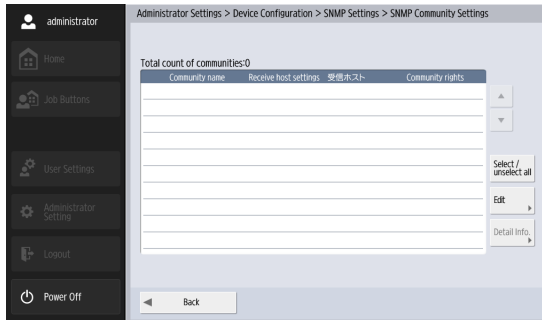 administrator
Administrator Settings > Device Configuration > SNMP Settings > SNMP Community Settings
Home
Job Buttons
User Settings
Administrator
Setting
Logout
Power Off
Total count of communities:0
Community name Receive host settings 受信ホスト Community rights
Select /
unselect all
Edit
Detail Info.
Back